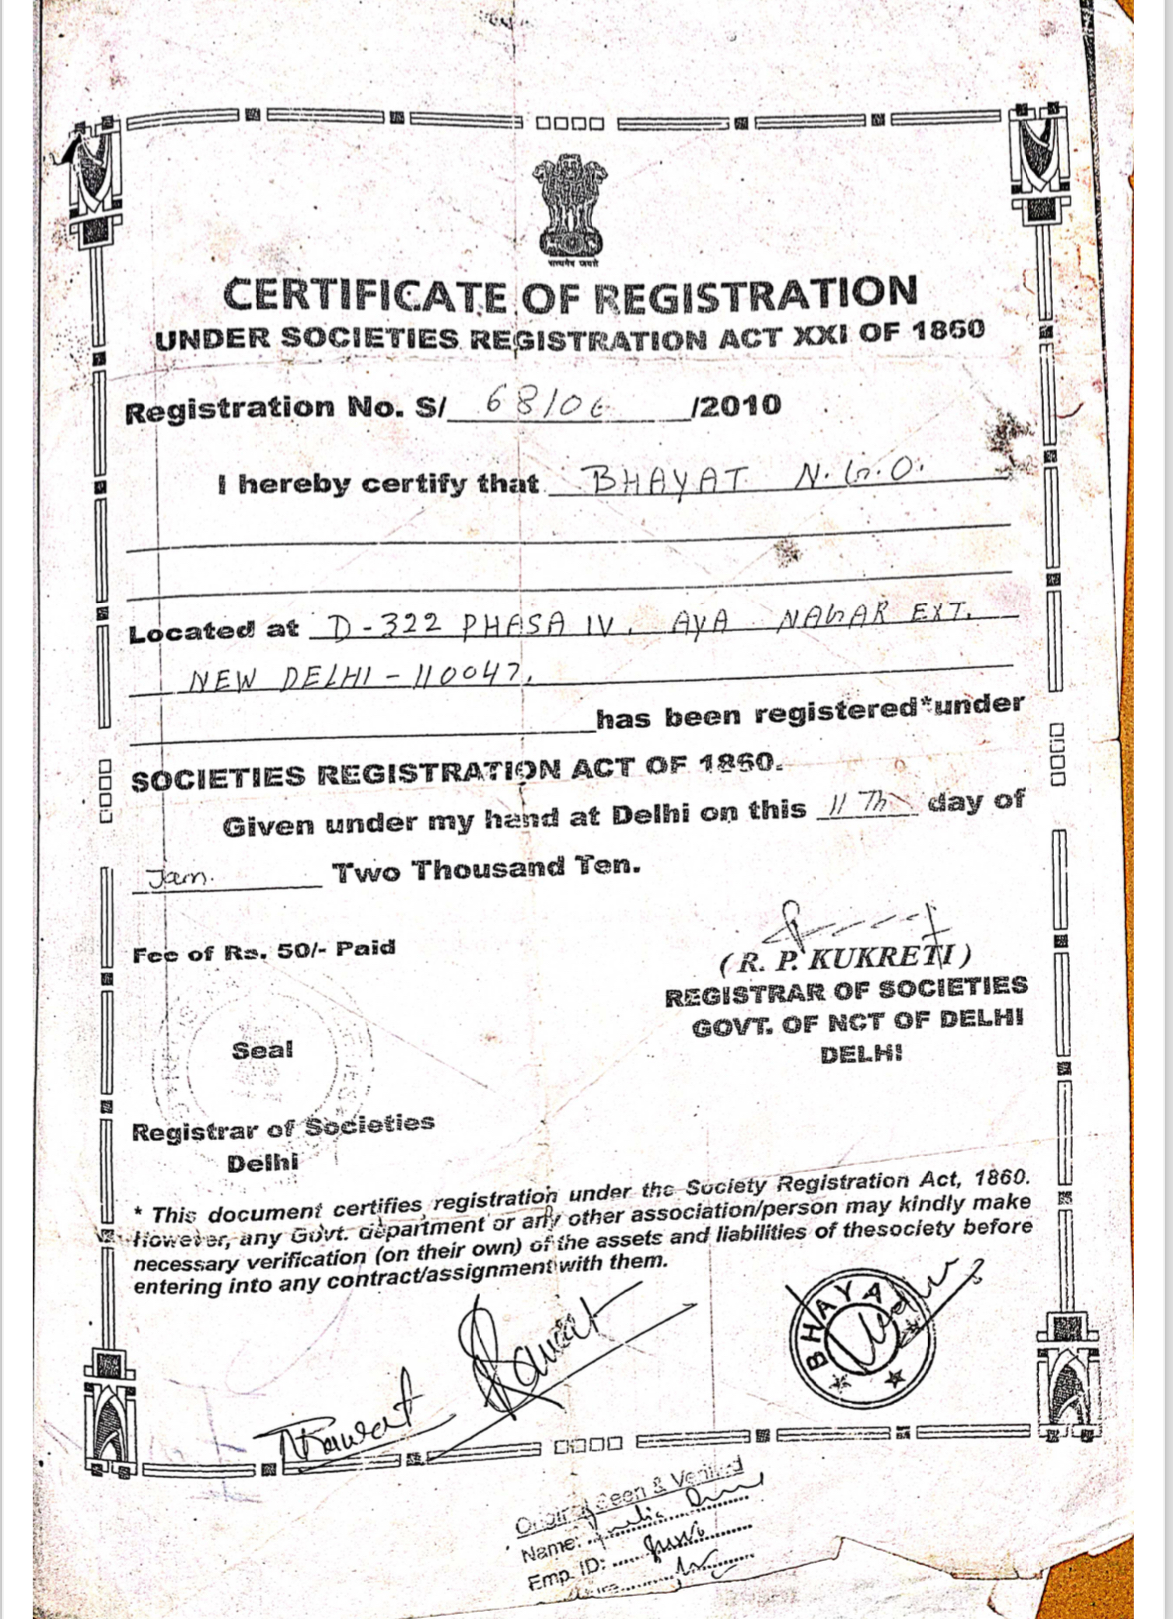 सत्यमेव जयते
CERTIFICATE OF REGISTRATION
UNDER SOCIETIES REGISTRATION ACT XXI OF 1860
Registration No. S/ 68106 /2010
I hereby certify that BHAYAT N.G.O.
Located at D-322 PHASA IV, AYA NAGAR EXT.
NEW DELHI-110047.
has been registered*under
SOCIETIES REGISTRATION ACT OF 1860.
Given under my hand at Delhi on this 11 Th day of
Jan. Two Thousand Ten.
Fee of Rs. 50/- Paid
(R. P. KUKRETI)
REGISTRAR OF SOCIETIES
GOVT. OF NCT OF DELHI
DELHI
Seal
Registrar of Societies
Delhi
* This document certifies registration under the Society Registration Act, 1860.
However, any Govt. department or any other association/person may kindly make
necessary verification (on their own) of the assets and liabilities of thesociety before
entering into any contract/assignment with them.
BHAYA
Rawat
Rawat
Original Seen & Verified
Name:
Emp. ID: